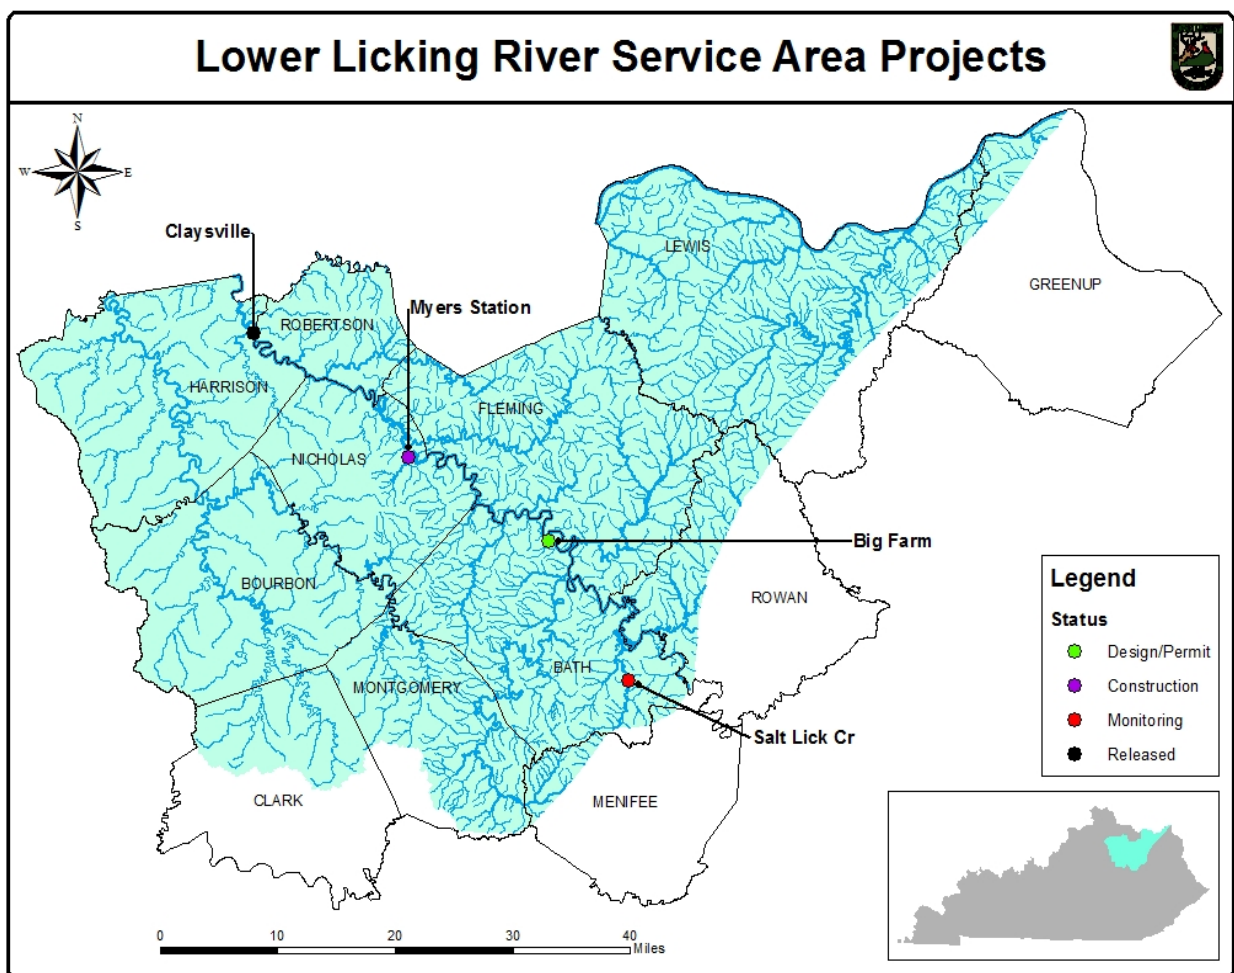 Lower Licking River Service Area Projects
N
W
E
S
Claysville
LEWIS
GREENUP
Myers Station
ROBERTSON
HARRISON
FLEMING
NICHOLAS
Big Farm
BOURBON
ROWAN
BATH
MONTGOMERY
Salt Lick Cr
CLARK
MENIFEE
Legend
Status
Design/Permit
Construction
Monitoring
Released
0 10 20 30 40
Miles